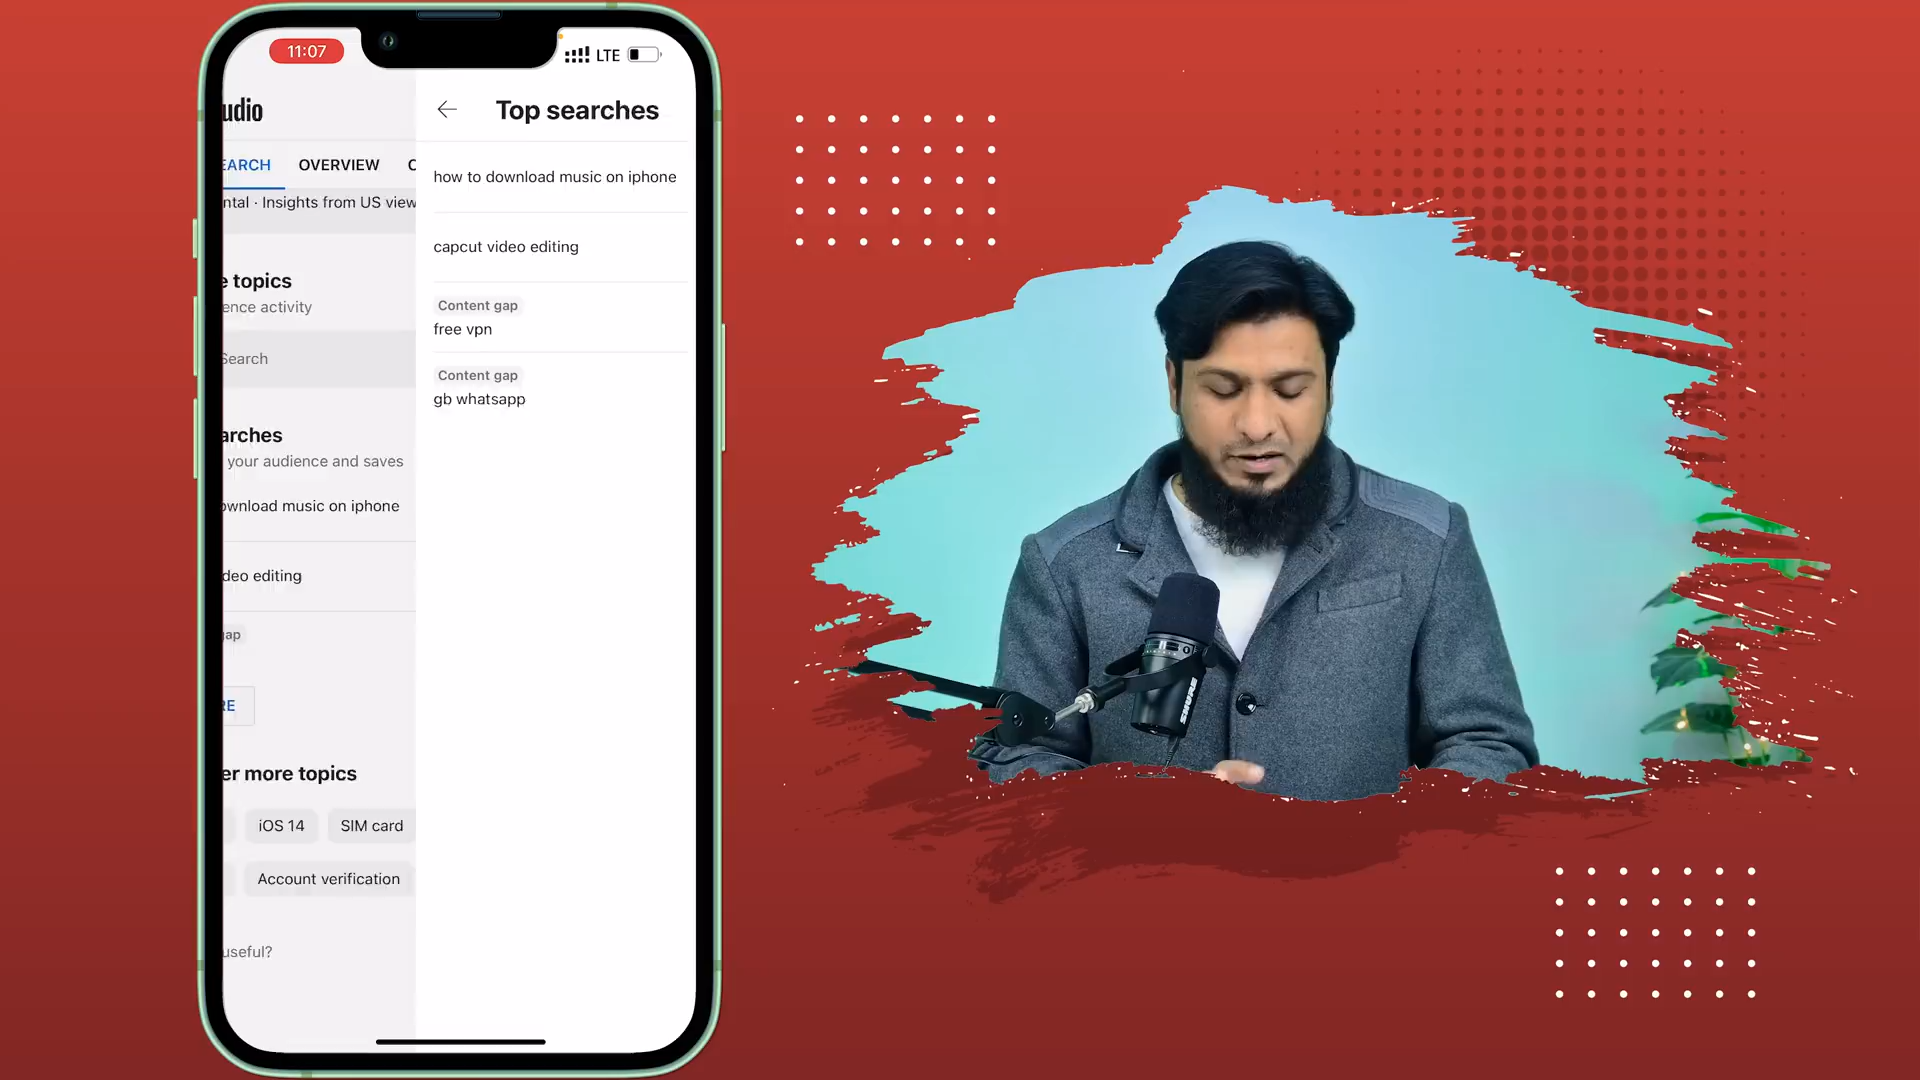 11:07
LTE
udio
Top searches
EARCH OVERVIEW C
ntal · Insights from US view
e topics
ence activity
Search
arches
your audience and saves
ownload music on iphone
deo editing
ap
RE
er more topics
iOS 14
SIM card
Account verification
useful?
how to download music on iphone
capcut video editing
Content gap
free vpn
Content gap
gb whatsapp
SHURE